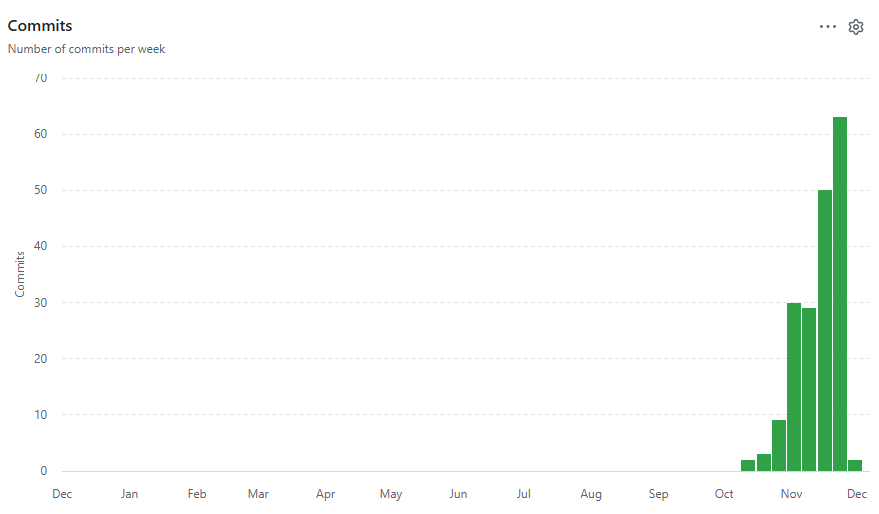 Commits
Number of commits per week
70
60
50
40
30
20
10
0
Commits
Dec Jan Feb Mar Apr May Jun Jul Aug Sep Oct Nov Dec